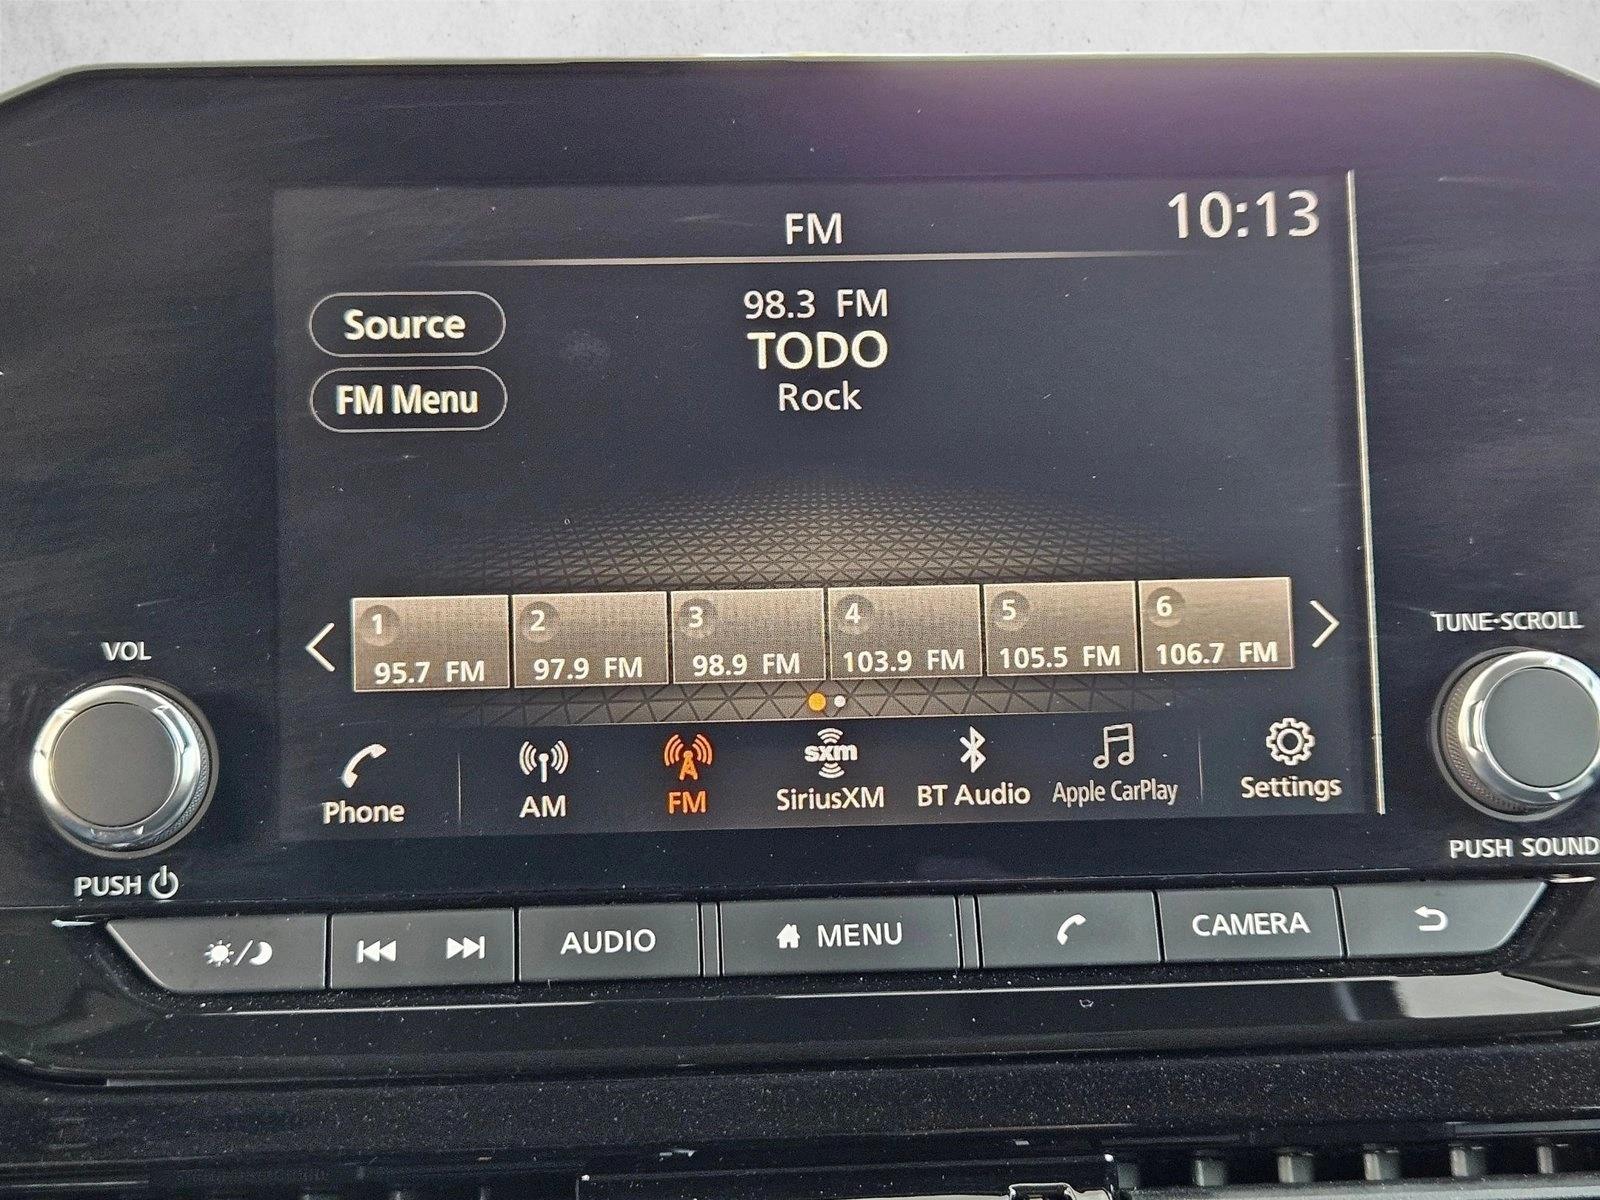 FM
10:13
98.3 FM
TODO
Rock
Source
FM Menu
1
95.7 FM
2
97.9 FM
3
98.9 FM
4
103.9 FM
5
105.5 FM
6
106.7 FM
Phone
AM
FM
sxm
SiriusXM
BT Audio
Apple CarPlay
Settings
VOL
PUSH
TUNE·SCROLL
PUSH SOUND
AUDIO
MENU
CAMERA